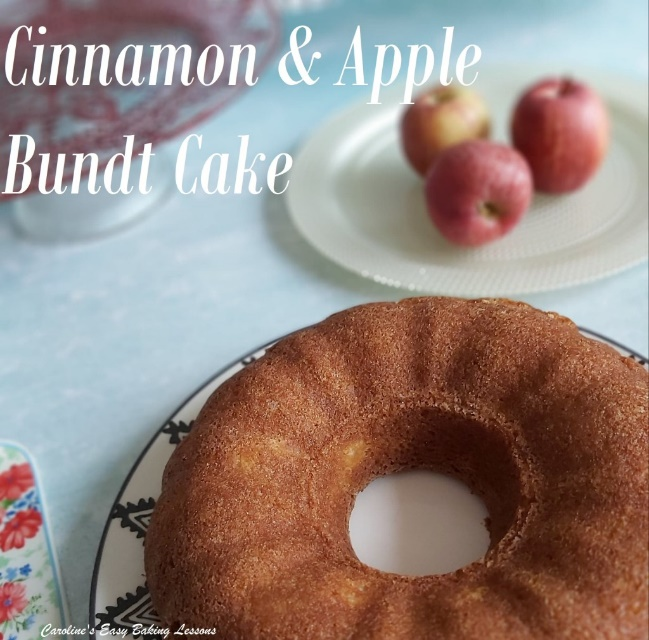 Cinnamon & Apple
Bundt Cake
Caroline's Easy Baking Lessons